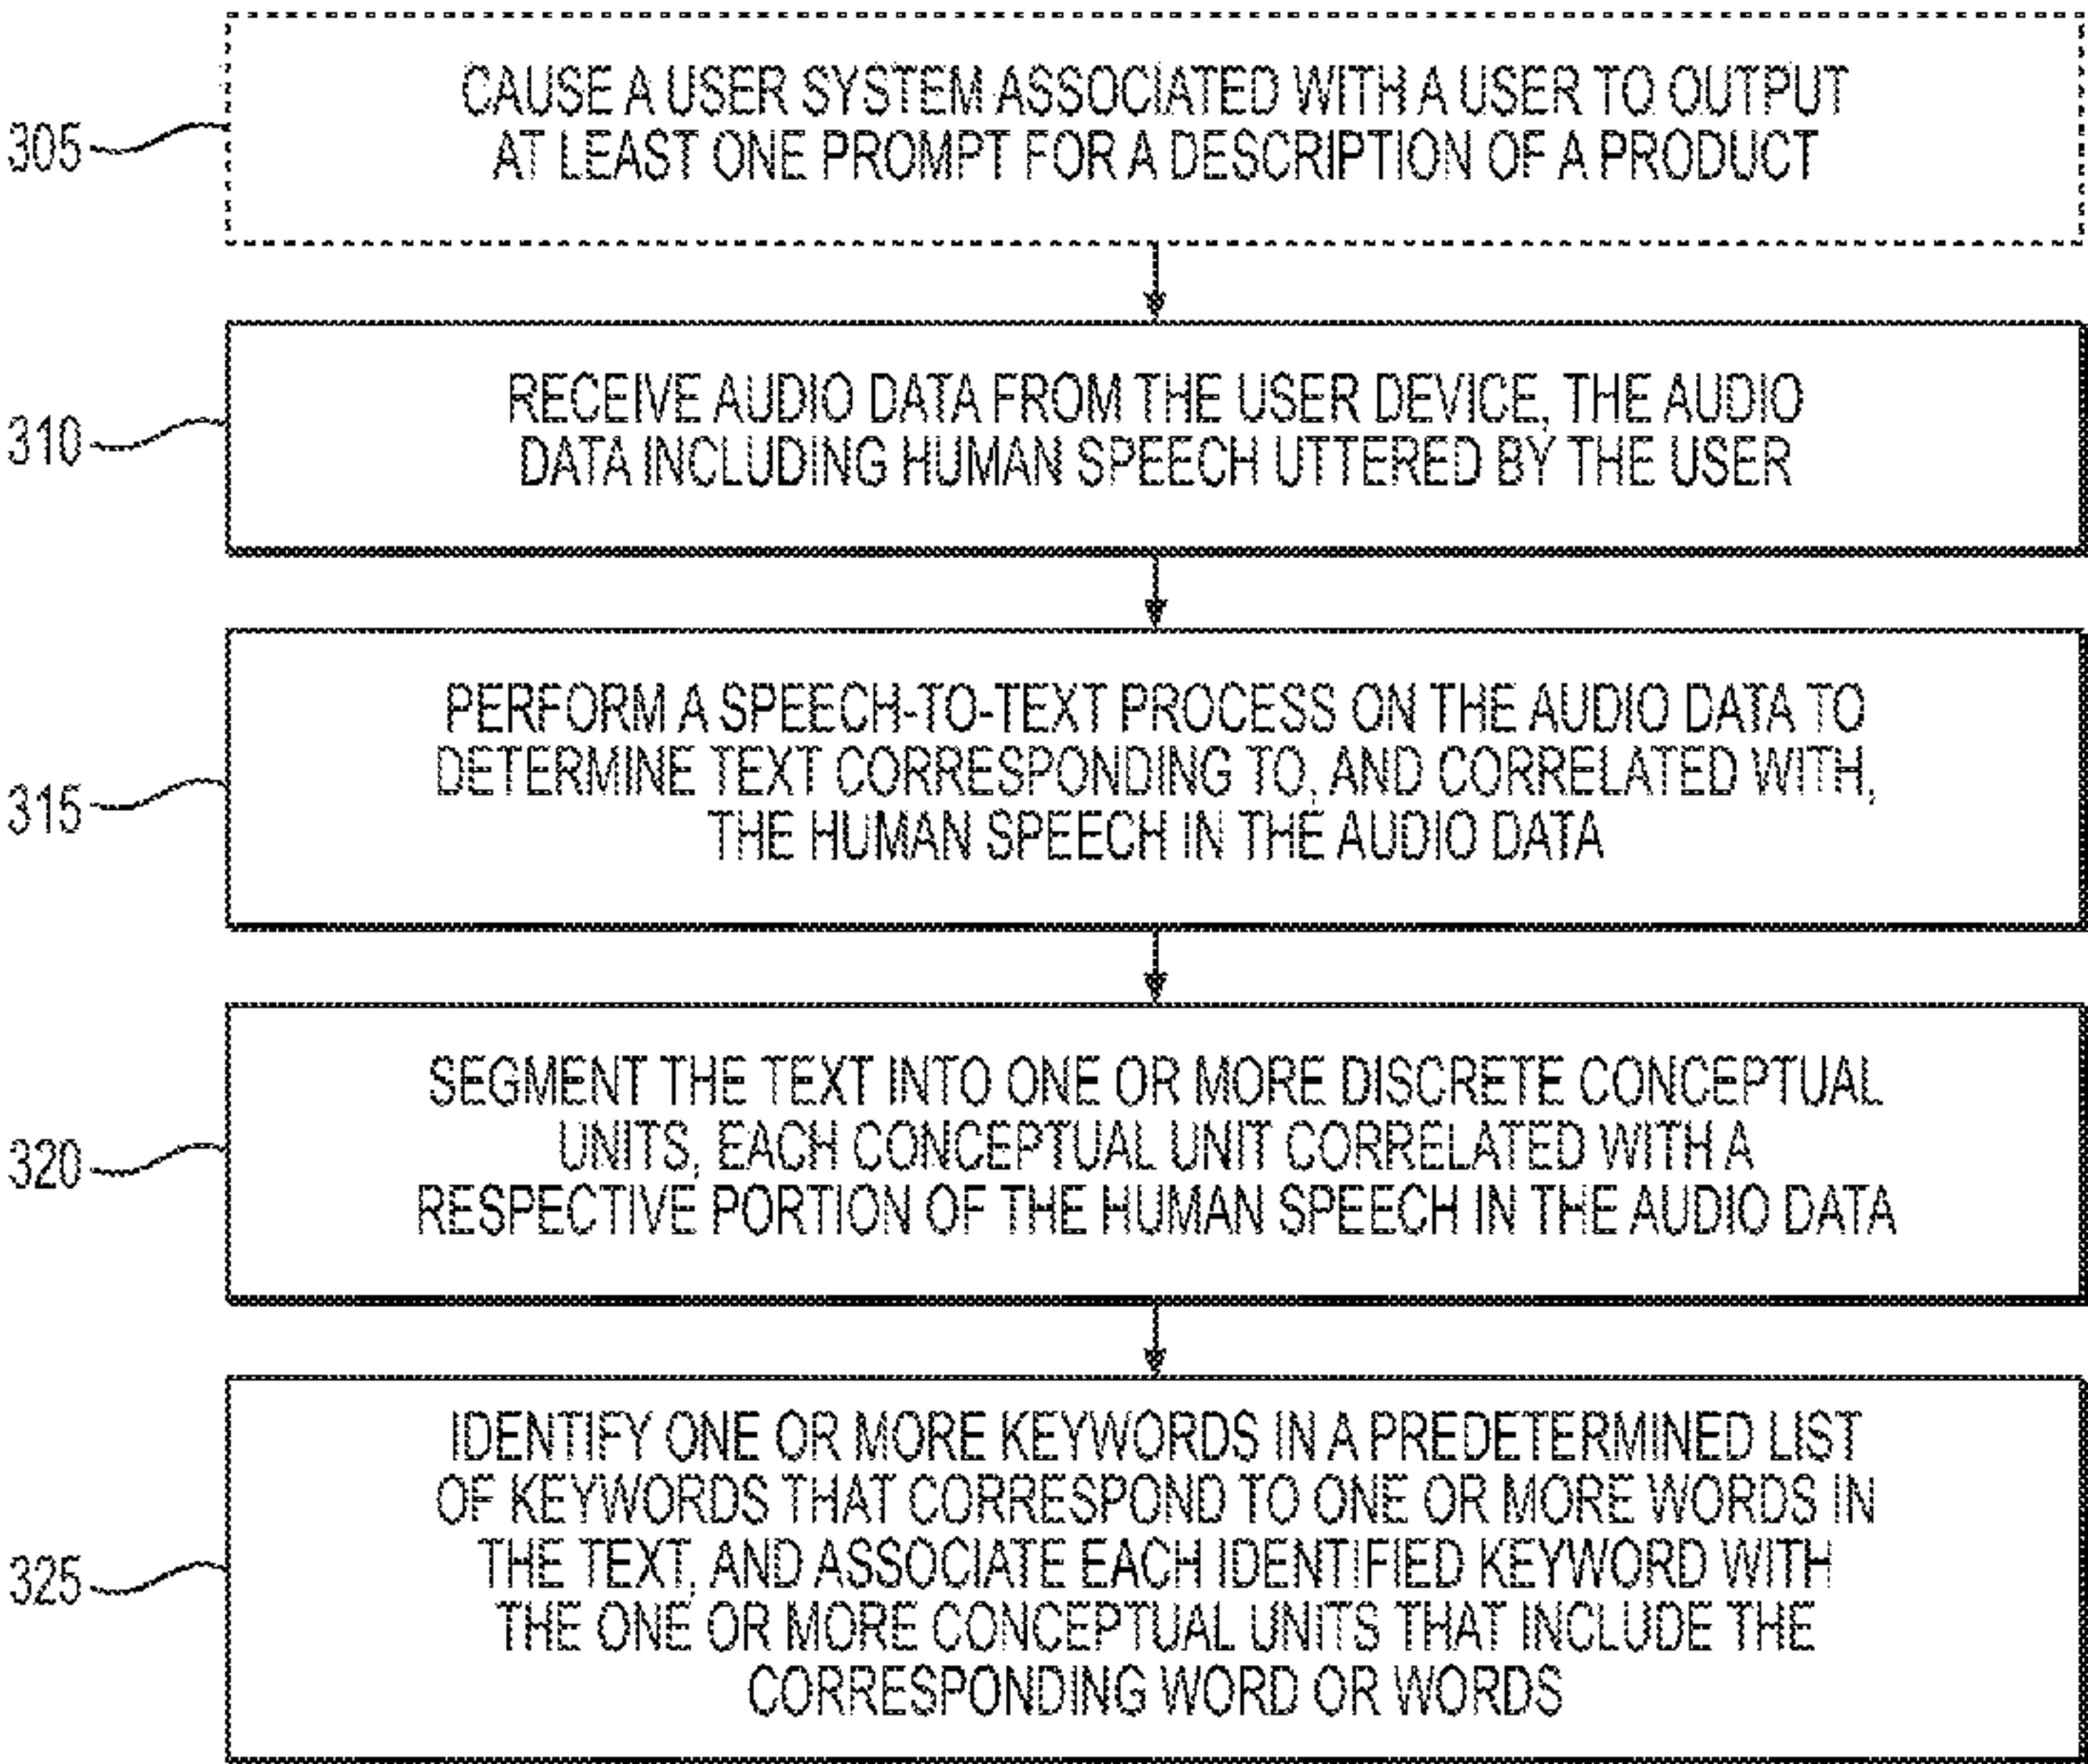 CAUSE A USER SYSTEM ASSOCIATED WITH A USER TO OUTPUT
AT LEAST ONE PROMPT FOR A DESCRIPTION OF A PRODUCT
305
RECEIVE AUDIO DATA FROM THE USER DEVICE, THE AUDIO
DATA INCLUDING HUMAN SPEECH UTTERED BY THE USER
310
PERFORM A SPEECH-TO-TEXT PROCESS ON THE AUDIO DATA TO
DETERMINE TEXT CORRESPONDING TO, AND CORRELATED WITH,
THE HUMAN SPEECH IN THE AUDIO DATA
315
SEGMENT THE TEXT INTO ONE OR MORE DISCRETE CONCEPTUAL
UNITS, EACH CONCEPTUAL UNIT CORRELATED WITH A
RESPECTIVE PORTION OF THE HUMAN SPEECH IN THE AUDIO DATA
320
IDENTIFY ONE OR MORE KEYWORDS IN A PREDETERMINED LIST
OF KEYWORDS THAT CORRESPOND TO ONE OR MORE WORDS IN
THE TEXT, AND ASSOCIATE EACH IDENTIFIED KEYWORD WITH
THE ONE OR MORE CONCEPTUAL UNITS THAT INCLUDE THE
CORRESPONDING WORD OR WORDS
325